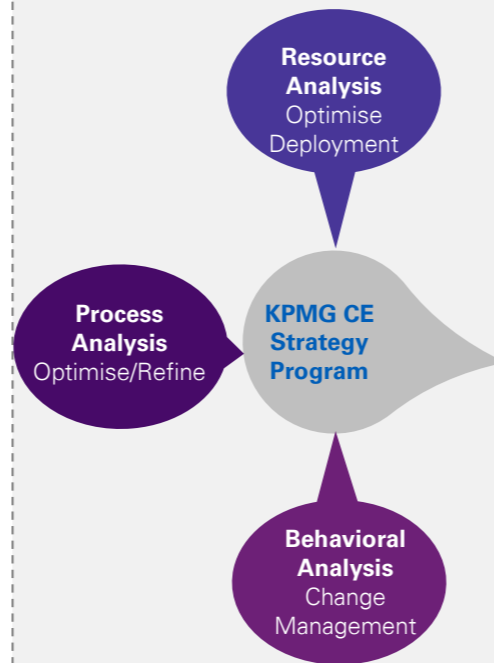 Resource
Analysis
Optimise
Deployment
Process
Analysis
Optimise/Refine
KPMG CE
Strategy
Program
Behavioral
Analysis
Change
Management